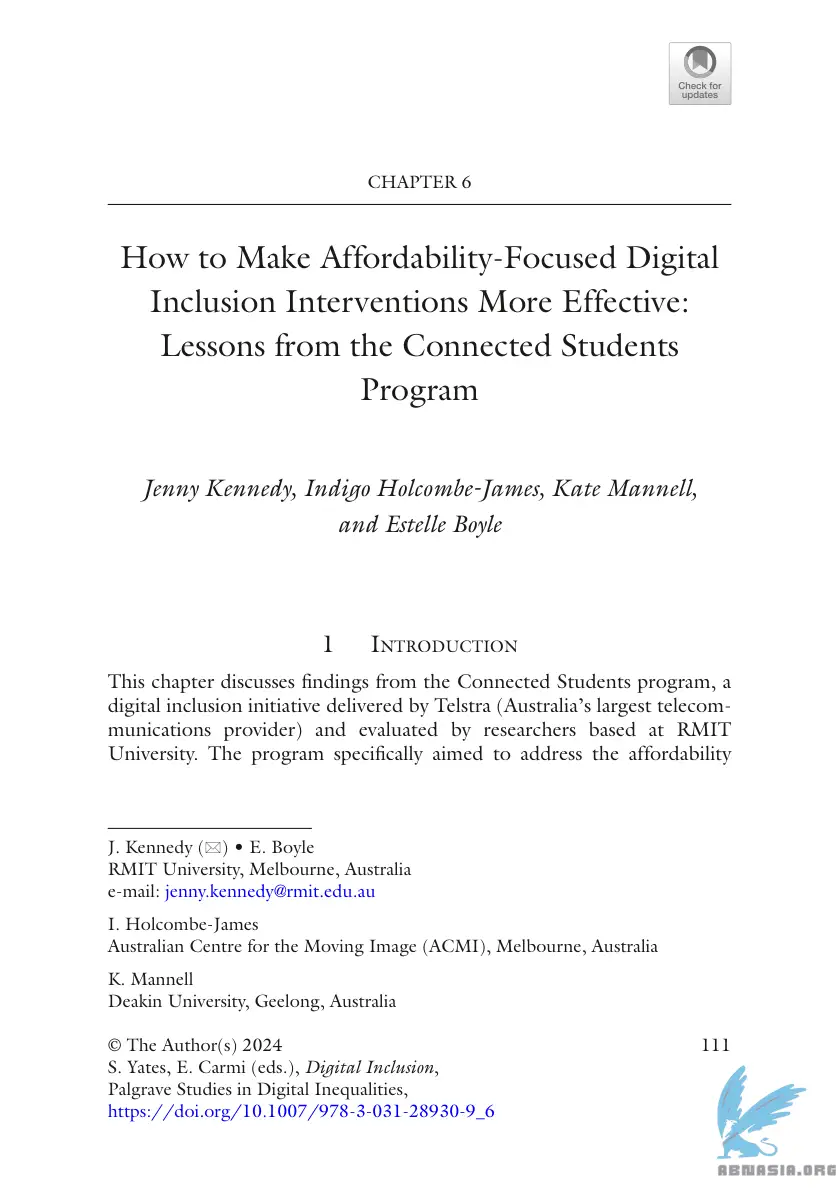 Check for
updates
CHAPTER 6
How to Make Affordability-Focused Digital
Inclusion Interventions More Effective:
Lessons from the Connected Students
Program
Jenny Kennedy, Indigo Holcombe-James, Kate Mannell,
and Estelle Boyle
1 Introduction
This chapter discusses findings from the Connected Students program, a
digital inclusion initiative delivered by Telstra (Australia's largest telecom-
munications provider) and evaluated by researchers based at RMIT
University. The program specifically aimed to address the affordability
J. Kennedy (✉) • E. Boyle
RMIT University, Melbourne, Australia
e-mail: jenny.kennedy@rmit.edu.au
I. Holcombe-James
Australian Centre for the Moving Image (ACMI), Melbourne, Australia
K. Mannell
Deakin University, Geelong, Australia
© The Author(s) 2024
111
S. Yates, E. Carmi (eds.), Digital Inclusion,
Palgrave Studies in Digital Inequalities,
https://doi.org/10.1007/978-3-031-28930-9_6
ABNASIA.ORG